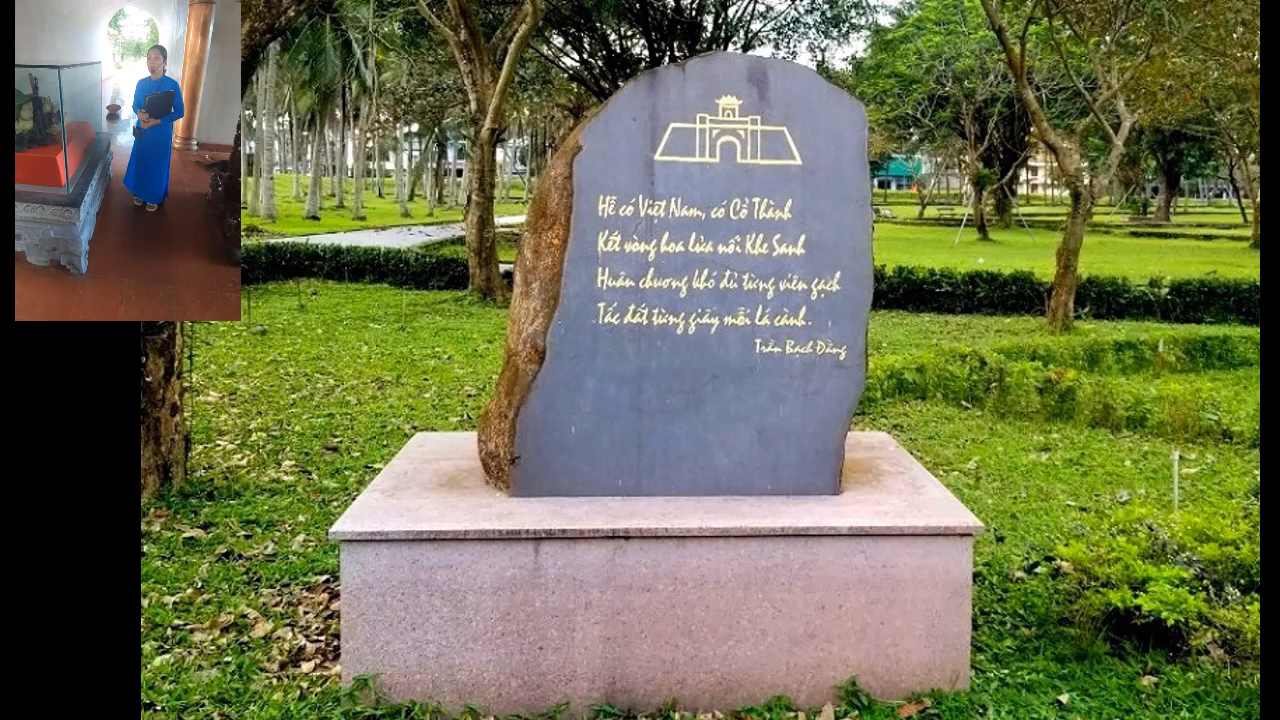 Hễ có Việt Nam, có Cổ Thành
Kết vòng hoa lửa nối Khe Sanh
Huân chương khó đủ từng viên gạch
Tấc đất từng giây mỗi lá cành.
Trần Bạch Đằng